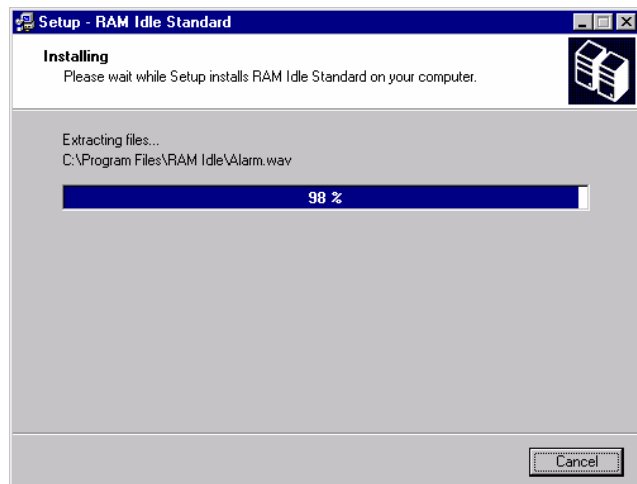 Setup - RAM Idle Standard
Installing
Please wait while Setup installs RAM Idle Standard on your computer.
Extracting files...
C:\Program Files\RAM Idle\Alarm.wav
98 %
Cancel